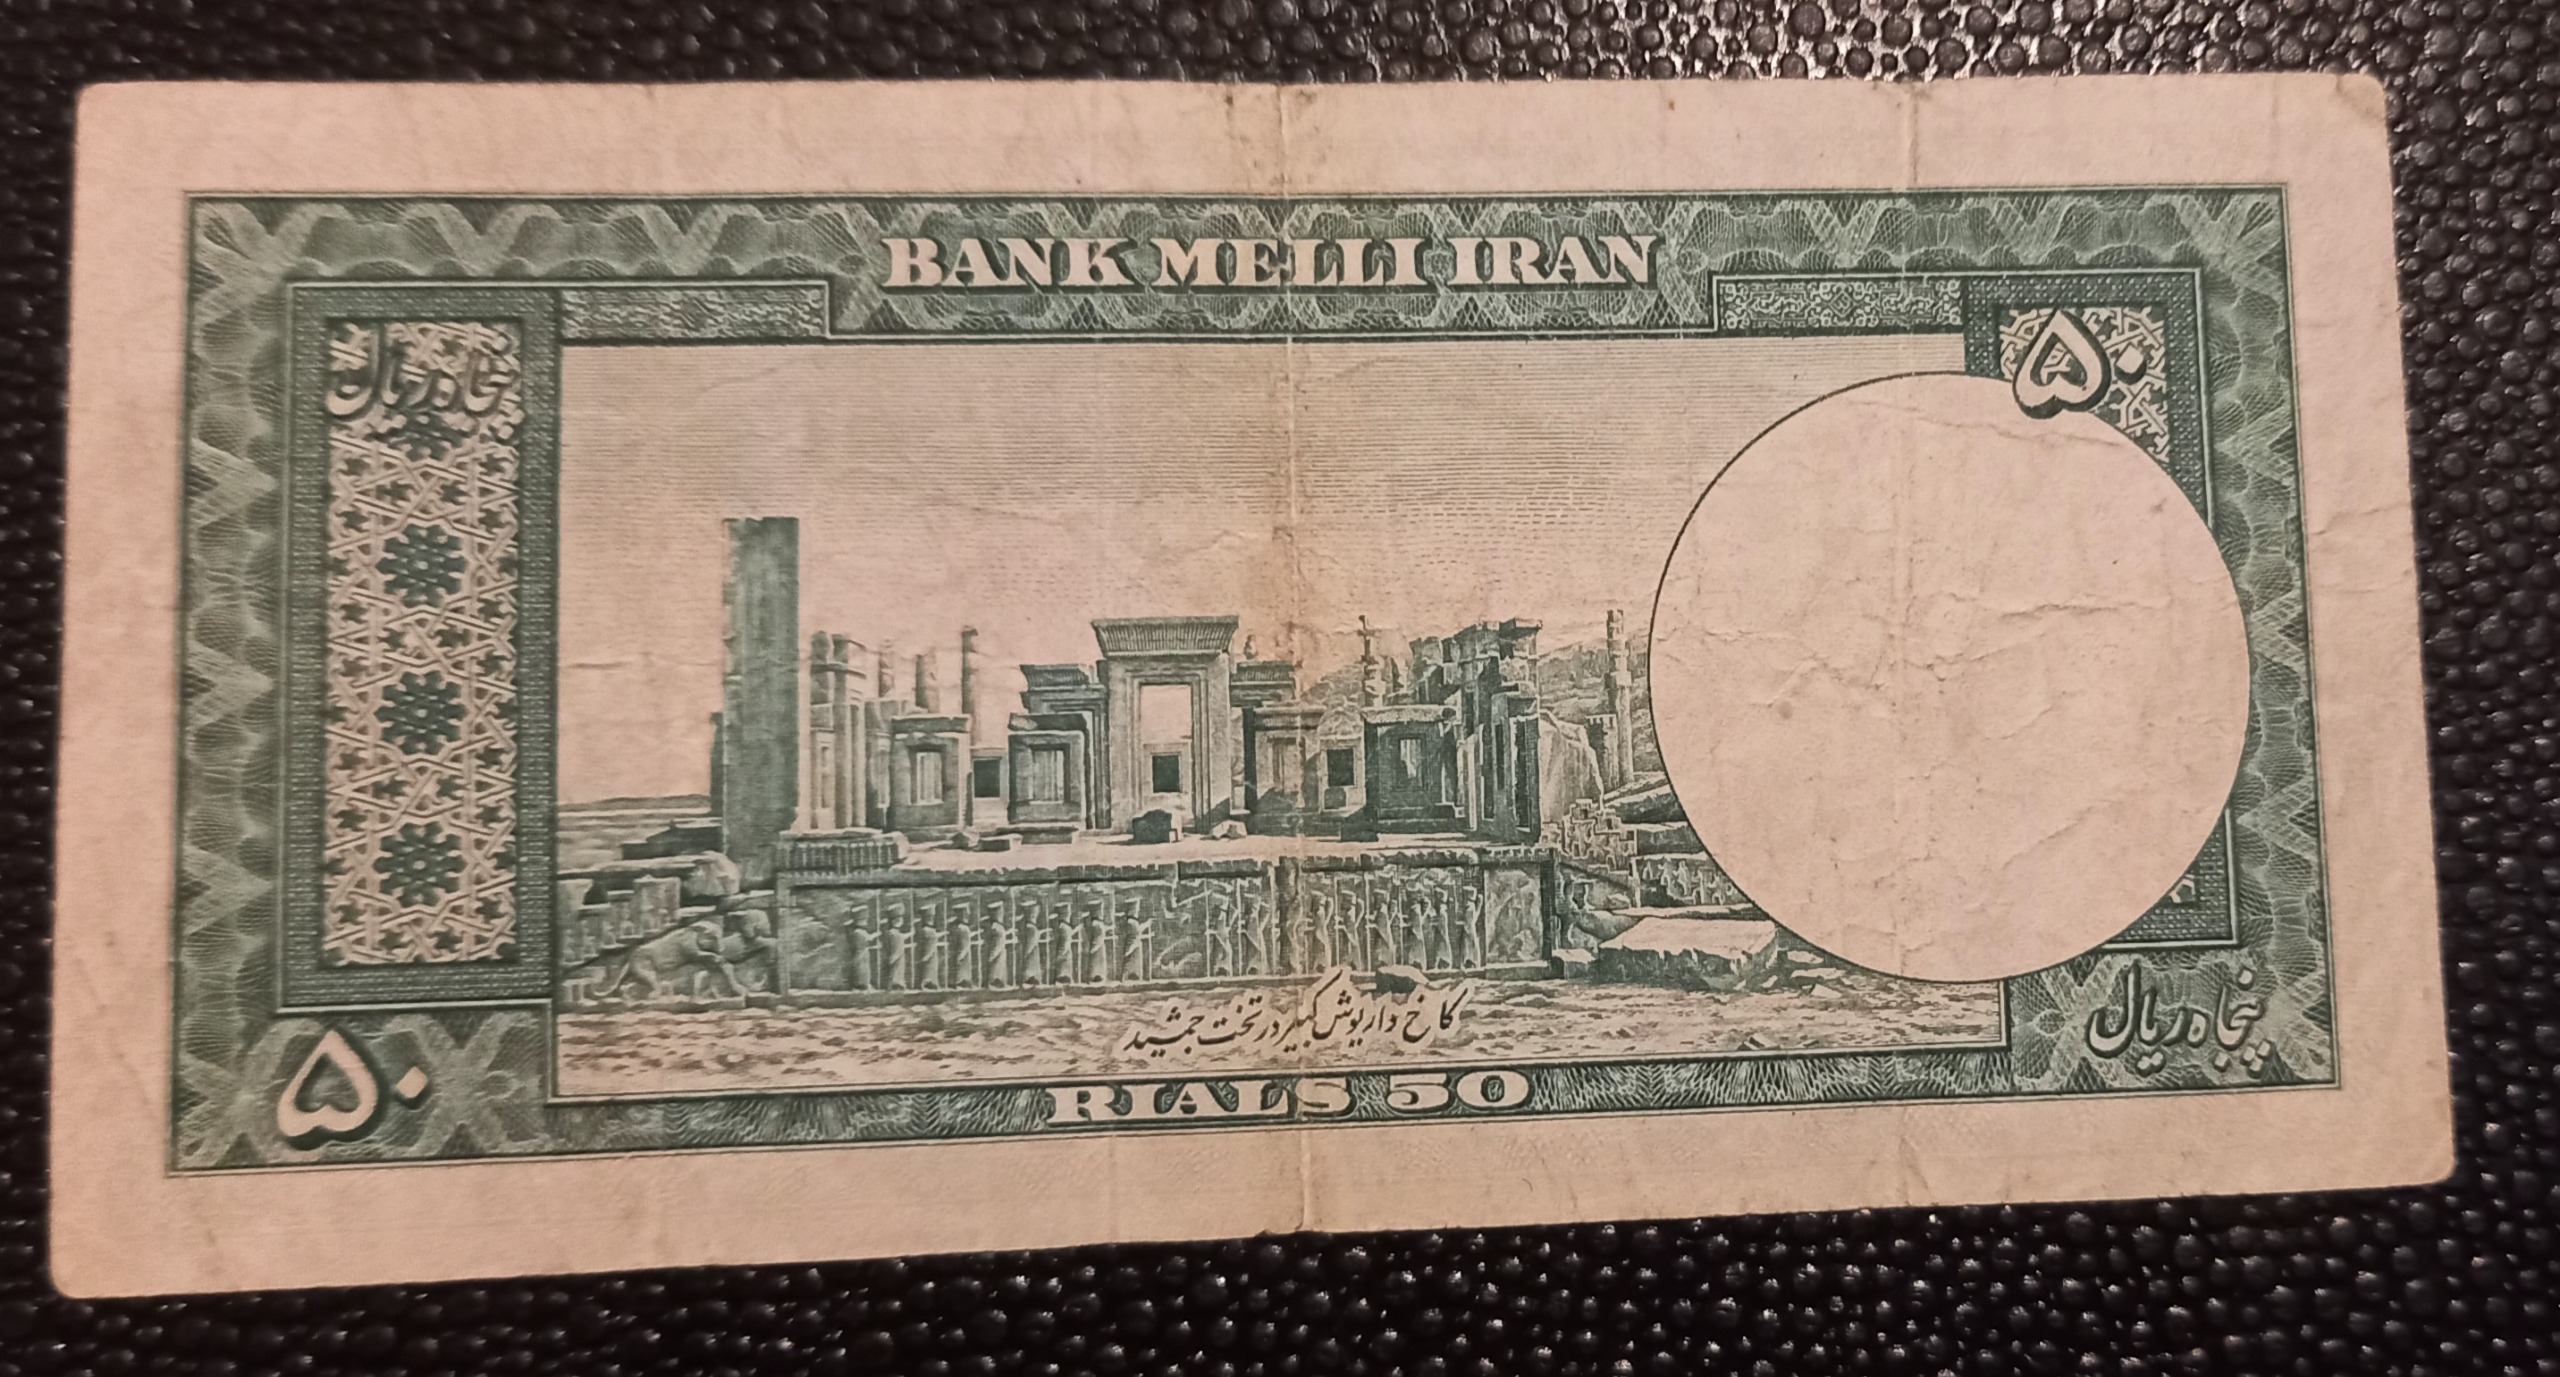 BANK MELLI IRAN
۵۰
پنجاه ریال
کاخ داریوش کبیر در تخت جمشید
پنجاه ریال
۵۰
RIALS 50